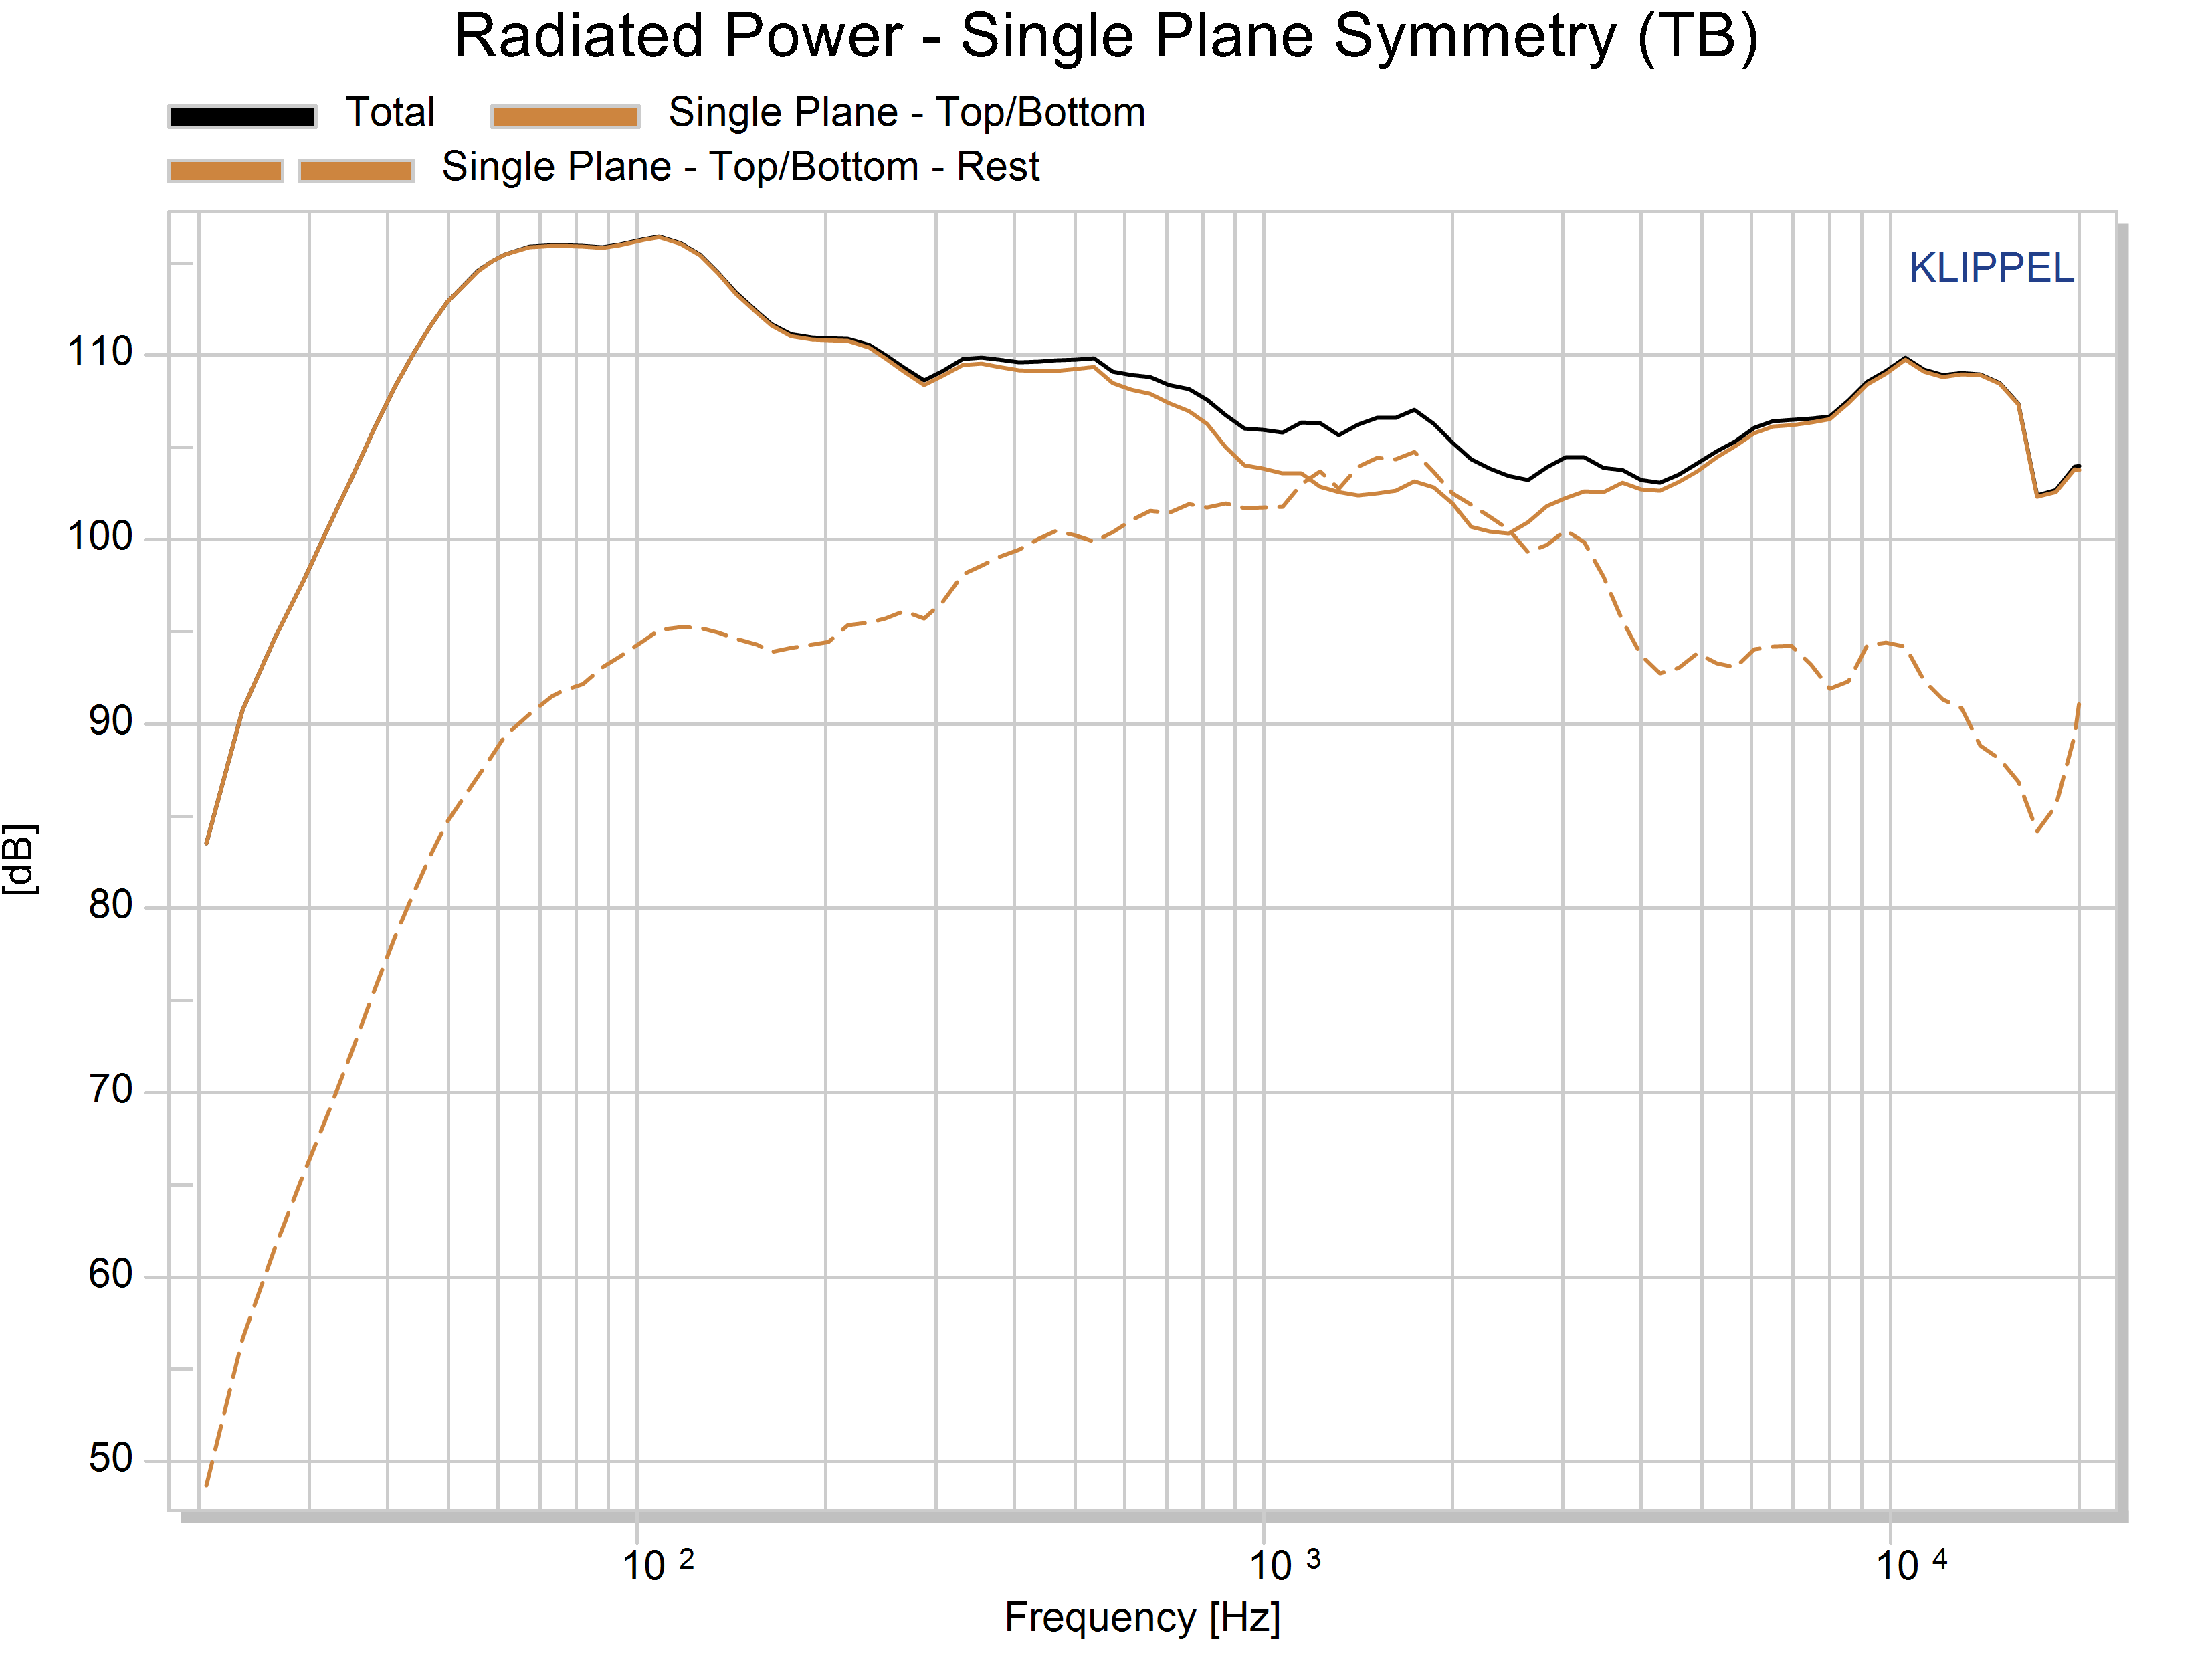 Radiated Power - Single Plane Symmetry (TB)
Total Single Plane - Top/Bottom
Single Plane - Top/Bottom - Rest
KLIPPEL
110
100
90
80
70
60
50
[dB]
10 2 10 3 10 4
Frequency [Hz]